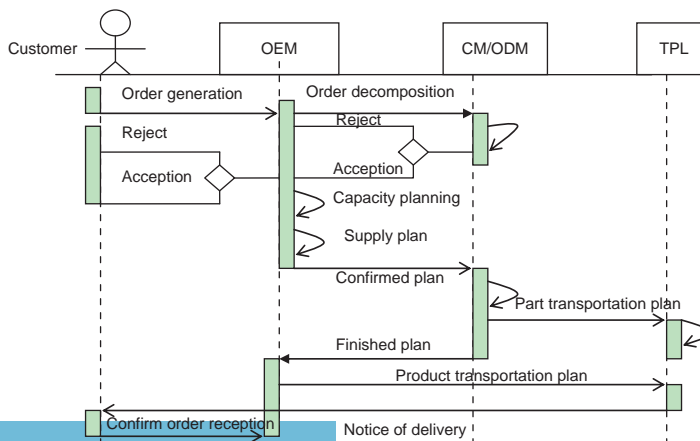 Customer
OEM
CM/ODM
TPL
Order generation
Order decomposition
Reject
Reject
Acception
Acception
Capacity planning
Supply plan
Confirmed plan
Part transportation plan
Finished plan
Product transportation plan
Confirm order reception
Notice of delivery